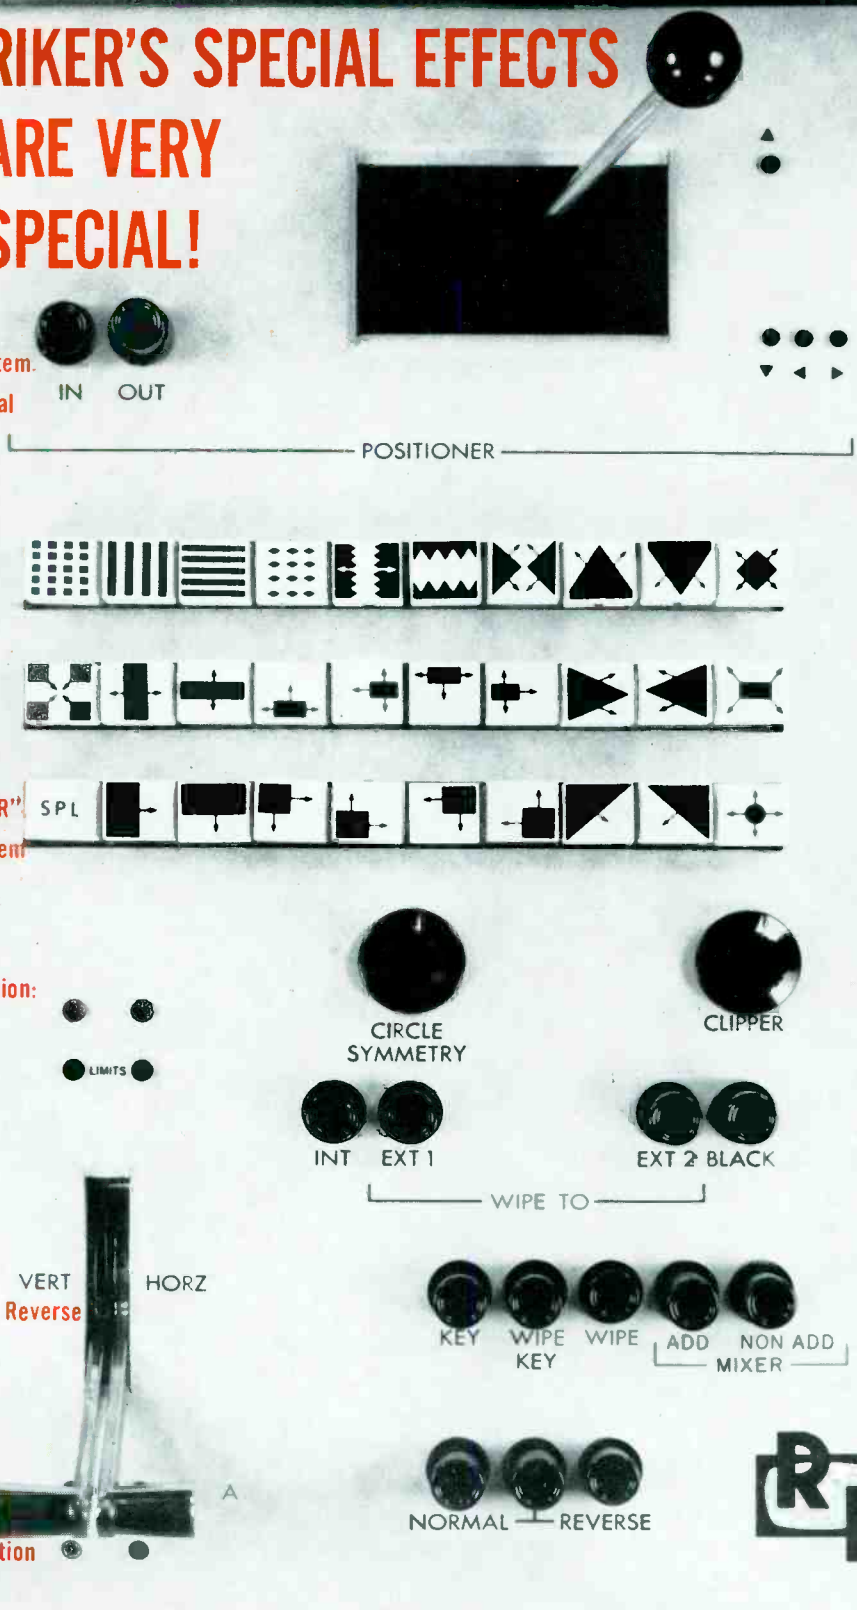 RIKER'S SPECIAL EFFECTS
ARE VERY
SPECIAL!
IN OUT
POSITIONER
SPL
CIRCLE
SYMMETRY
CLIPPER
LIMITS
INT EXT 1
EXT 2 BLACK
WIPE TO
VERT HORZ
Reverse
KEY WIPE KEY WIPE ADD NON ADD
MIXER
A
NORMAL REVERSE
R